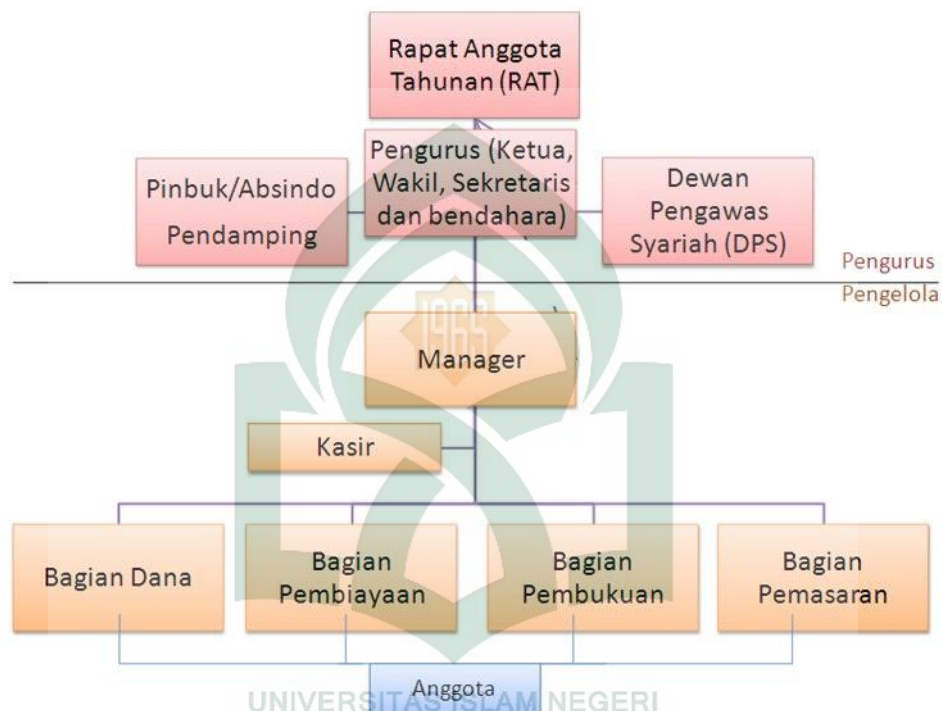 Rapat Anggota
Tahunan (RAT)
Pengurus (Ketua,
Wakil, Sekretaris
dan bendahara)
Pinbuk/Absindo
Pendamping
Dewan
Pengawas
Syariah (DPS)
Pengurus
Pengelola
1965
Manager
Kasir
Bagian Dana
Bagian
Pembiayaan
Bagian
Pembukuan
Bagian
Pemasaran
Anggota
UNIVERSITAS ISLAM NEGERI